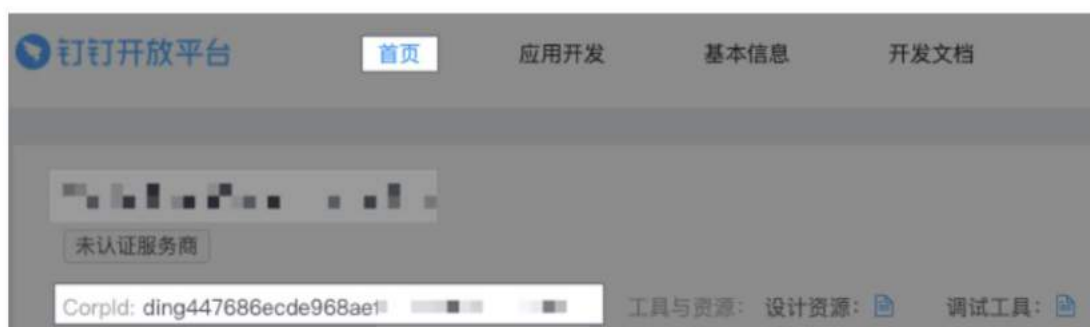 钉钉开放平台 首页 应用开发 基本信息 开发文档
未认证服务商
CorpId: ding447686ecde968ae 工具与资源： 设计资源： 调试工具：